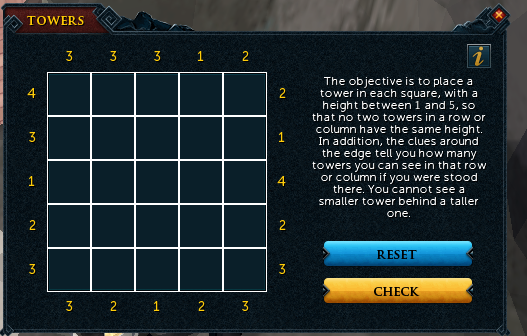 TOWERS
3 3 3 1 2
4 2
3 1
1 4
2 2
3 3
3 2 1 2 3
i
The objective is to place a
tower in each square, with a
height between 1 and 5, so
that no two towers in a row or
column have the same height.
In addition, the clues around
the edge tell you how many
towers you can see in that row
or column if you were stood
there. You cannot see a
smaller tower behind a taller
one.
RESET
CHECK